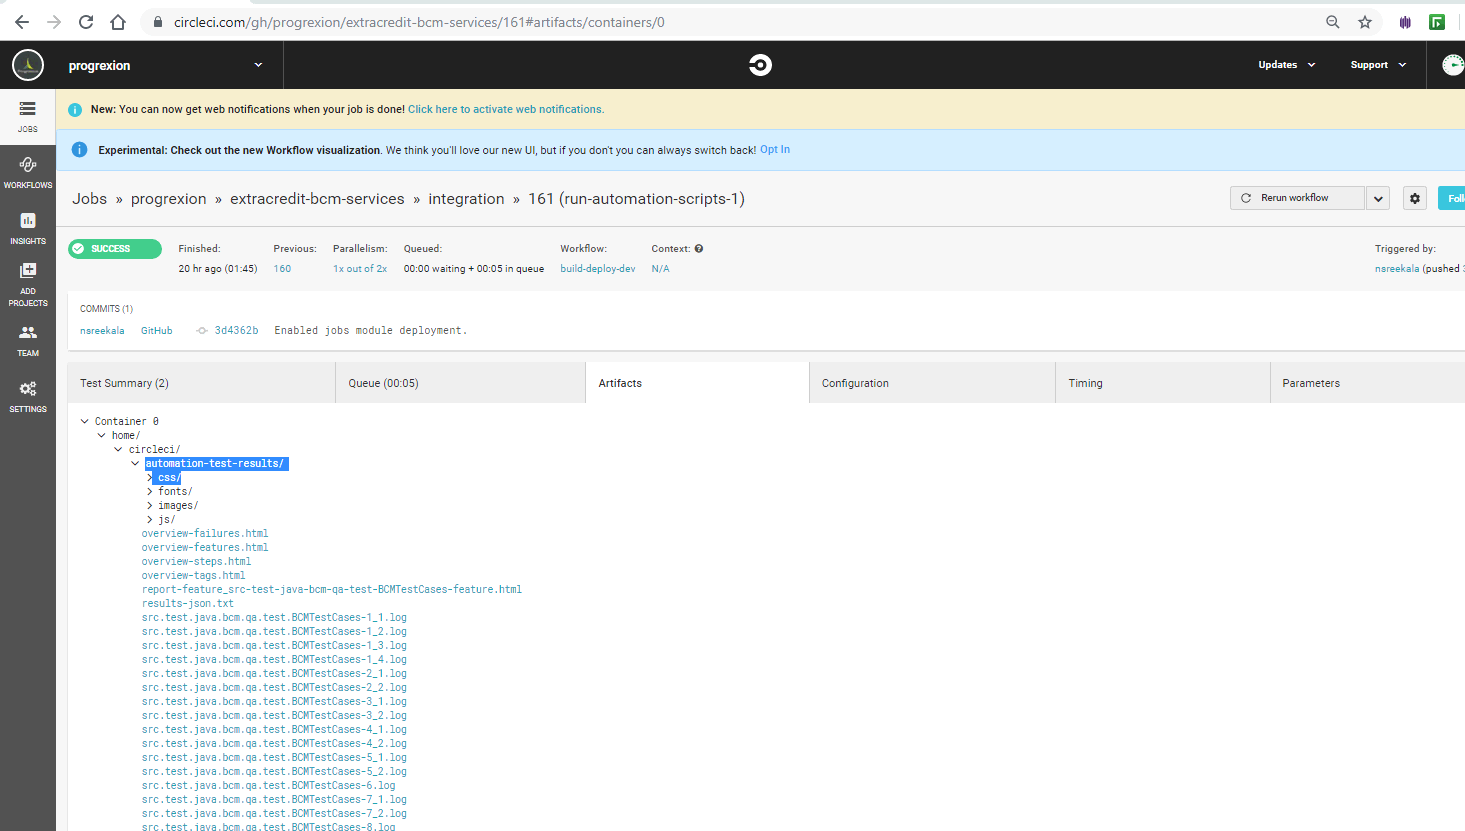 circleci.com/gh/progrexion/extracredit-bcm-services/161#artifacts/containers/0
progrexion
Updates
Support
JOBS
WORKFLOWS
INSIGHTS
ADD
PROJECTS
TEAM
SETTINGS
New: You can now get web notifications when your job is done! Click here to activate web notifications.
Experimental: Check out the new Workflow visualization. We think you'll love our new UI, but if you don't you can always switch back! Opt In
Jobs » progrexion » extracredit-bcm-services » integration » 161 (run-automation-scripts-1)
Rerun workflow
Foll
SUCCESS
Finished:
20 hr ago (01:45)
Previous:
160
Parallelism:
1x out of 2x
Queued:
00:00 waiting + 00:05 in queue
Workflow:
build-deploy-dev
Context:
N/A
Triggered by:
nsreekala (pushed 3
COMMITS (1)
nsreekala GitHub 3d4362b Enabled jobs module deployment.
Test Summary (2)
Queue (00:05)
Artifacts
Configuration
Timing
Parameters
Container 0
home/
circleci/
automation-test-results/
css/
fonts/
images/
js/
overview-failures.html
overview-features.html
overview-steps.html
overview-tags.html
report-feature_src-test-java-bcm-qa-test-BCMTestCases-feature.html
results-json.txt
src.test.java.bcm.qa.test.BCMTestCases-1_1.log
src.test.java.bcm.qa.test.BCMTestCases-1_2.log
src.test.java.bcm.qa.test.BCMTestCases-1_3.log
src.test.java.bcm.qa.test.BCMTestCases-1_4.log
src.test.java.bcm.qa.test.BCMTestCases-2_1.log
src.test.java.bcm.qa.test.BCMTestCases-2_2.log
src.test.java.bcm.qa.test.BCMTestCases-3_1.log
src.test.java.bcm.qa.test.BCMTestCases-3_2.log
src.test.java.bcm.qa.test.BCMTestCases-4_1.log
src.test.java.bcm.qa.test.BCMTestCases-4_2.log
src.test.java.bcm.qa.test.BCMTestCases-5_1.log
src.test.java.bcm.qa.test.BCMTestCases-5_2.log
src.test.java.bcm.qa.test.BCMTestCases-6.log
src.test.java.bcm.qa.test.BCMTestCases-7_1.log
src.test.java.bcm.qa.test.BCMTestCases-7_2.log
src.test.java.bcm.qa.test.BCMTestCases-8.log